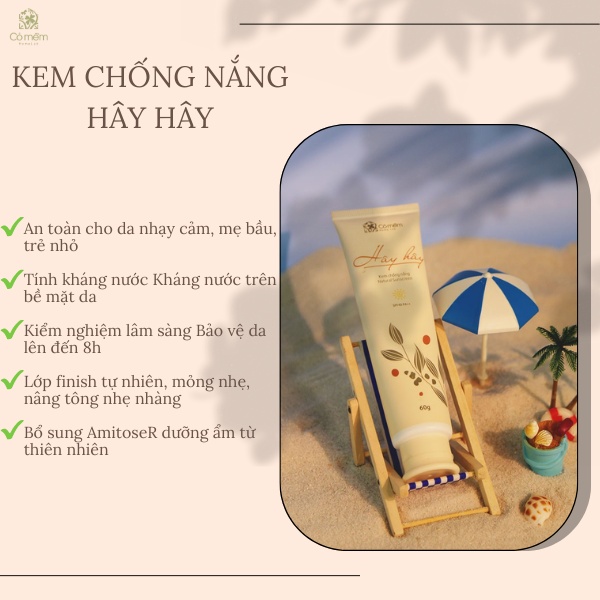 Cỏ mềm
KEM CHỐNG NẮNG
HÂY HÂY
An toàn cho da nhạy cảm, mẹ bầu,
trẻ nhỏ
Tính kháng nước Kháng nước trên
bề mặt da
Kiểm nghiệm lâm sàng Bảo vệ da
lên đến 8h
Lớp finish tự nhiên, mỏng nhẹ,
nâng tông nhẹ nhàng
Bổ sung AmitoseR dưỡng ẩm từ
thiên nhiên
Cỏ mềm
Hây hây
Kem chống nắng
60g